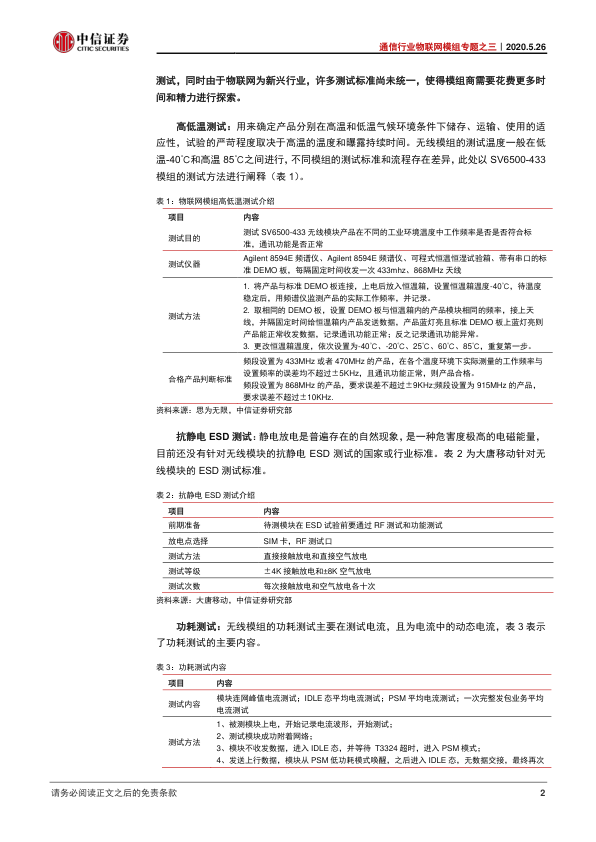 中信证券
CITIC SECURITIES
通信行业物联网模组专题之三｜2020.5.26
测试，同时由于物联网为新兴行业，许多测试标准尚未统一，使得模组商需要花费更多时
间和精力进行探索。
高低温测试：用来确定产品分别在高温和低温气候环境条件下储存、运输、使用的适
应性，试验的严苛程度取决于高温的温度和曝露持续时间。无线模组的测试温度一般在低
温-40℃和高温 85℃之间进行，不同模组的测试标准和流程存在差异，此处以 SV6500-433
模组的测试方法进行阐释（表 1）。
表 1：物联网模组高低温测试介绍
项目 内容
测试目的 测试 SV6500-433 无线模块产品在不同的工业环境温度中工作频率是否是否符合标
准，通讯功能是否正常
测试仪器 Agilent 8594E 频谱仪、Agilent 8594E 频谱仪、可程式恒温恒湿试验箱、带有串口的标
准 DEMO 板，每隔固定时间收发一次 433mhz、868MHz 天线
测试方法 1. 将产品与标准 DEMO 板连接，上电后放入恒温箱，设置恒温箱温度-40℃，待温度
稳定后，用频谱仪监测产品的实际工作频率，并记录。
2. 取相同的 DEMO 板，设置 DEMO 板与恒温箱内的产品模块相同的频率，接上天
线，并隔固定时间给恒温箱内产品发送数据，产品蓝灯亮且标准 DEMO 板上蓝灯亮则
产品能正常收发数据，记录通讯功能正常；反之记录通讯功能异常。
3. 更改恒温箱温度，依次设置为-40℃、-20℃、25℃、60℃、85℃，重复第一步。
合格产品判断标准 频段设置为 433MHz 或者 470MHz 的产品，在各个温度环境下实际测量的工作频率与
设置频率的误差均不超过±5KHz，且通讯功能正常，则产品合格。
频段设置为 868MHz 的产品，要求误差不超过±9KHz;频段设置为 915MHz 的产品，
要求误差不超过±10KHz.
资料来源：思为无限，中信证券研究部
抗静电 ESD 测试：静电放电是普遍存在的自然现象，是一种危害度极高的电磁能量，
目前还没有针对无线模块的抗静电 ESD 测试的国家或行业标准。表 2 为大唐移动针对无
线模块的 ESD 测试标准。
表 2：抗静电 ESD 测试介绍
项目 内容
前期准备 待测模块在 ESD 试验前要通过 RF 测试和功能测试
放电点选择 SIM 卡，RF 测试口
测试方法 直接接触放电和直接空气放电
测试等级 ±4K 接触放电和±8K 空气放电
测试次数 每次接触放电和空气放电各十次
资料来源：大唐移动，中信证券研究部
功耗测试：无线模组的功耗测试主要在测试电流，且为电流中的动态电流，表 3 表示
了功耗测试的主要内容。
表 3：功耗测试内容
项目 内容
测试内容 模块连网峰值电流测试；IDLE 态平均电流测试；PSM 平均电流测试；一次完整发包业务平均
电流测试
测试方法 1、被测模块上电，开始记录电流波形，开始测试；
2、测试模块成功附着网络；
3、模块不收发数据，进入 IDLE 态，并等待 T3324 超时，进入 PSM 模式；
4、发送上行数据，模块从 PSM 低功耗模式唤醒，之后进入 IDLE 态，无数据交接，最终再次
请务必阅读正文之后的免责条款 2